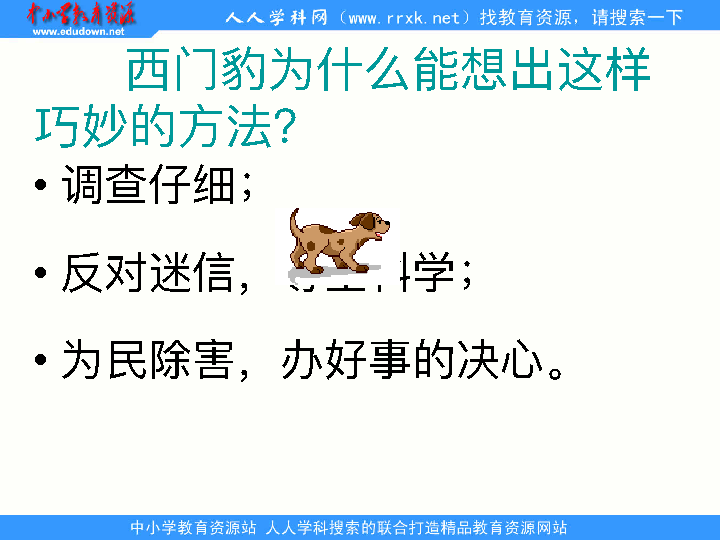 中小学教育资源
www.edudown.net
人人学科网（www.rrxk.net）找教育资源，请搜索一下
西门豹为什么能想出这样
巧妙的方法？
• 调查仔细；
• 反对迷信，学；
• 为民除害，办好事的决心。
中小学教育资源站 人人学科搜索的联合打造精品教育资源网站